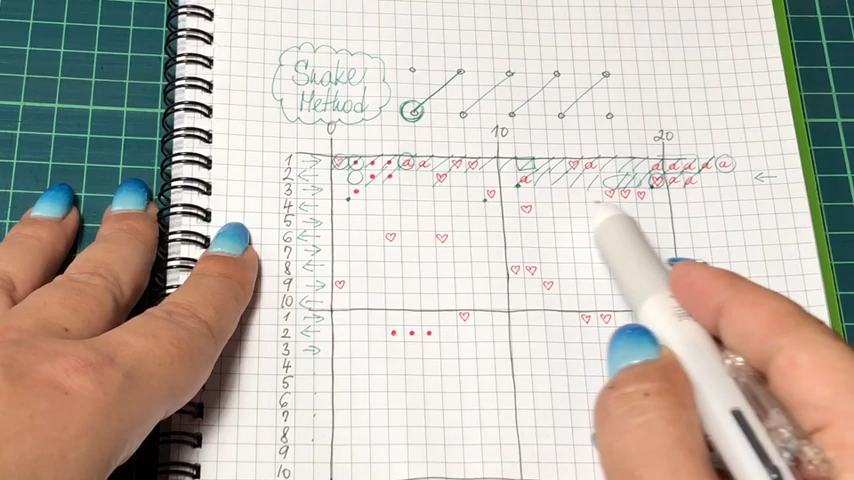 Snake
Method
0 10 20
1 → ♡ • • • a a ♡ ♡ ♡ a a a a a a
2 ← • • ♡ a ♡ a a
3 → • ♡ ♡ ♡ ♡
4 ← ♡
5 →
6 ← ♡ ♡
7 →
8 ← ♡ ♡
9 → ♡ ♡
10 ←
1 → ♡ ♡ ♡
2 ← • • •
3 →
4
5
6
7
8
9
10